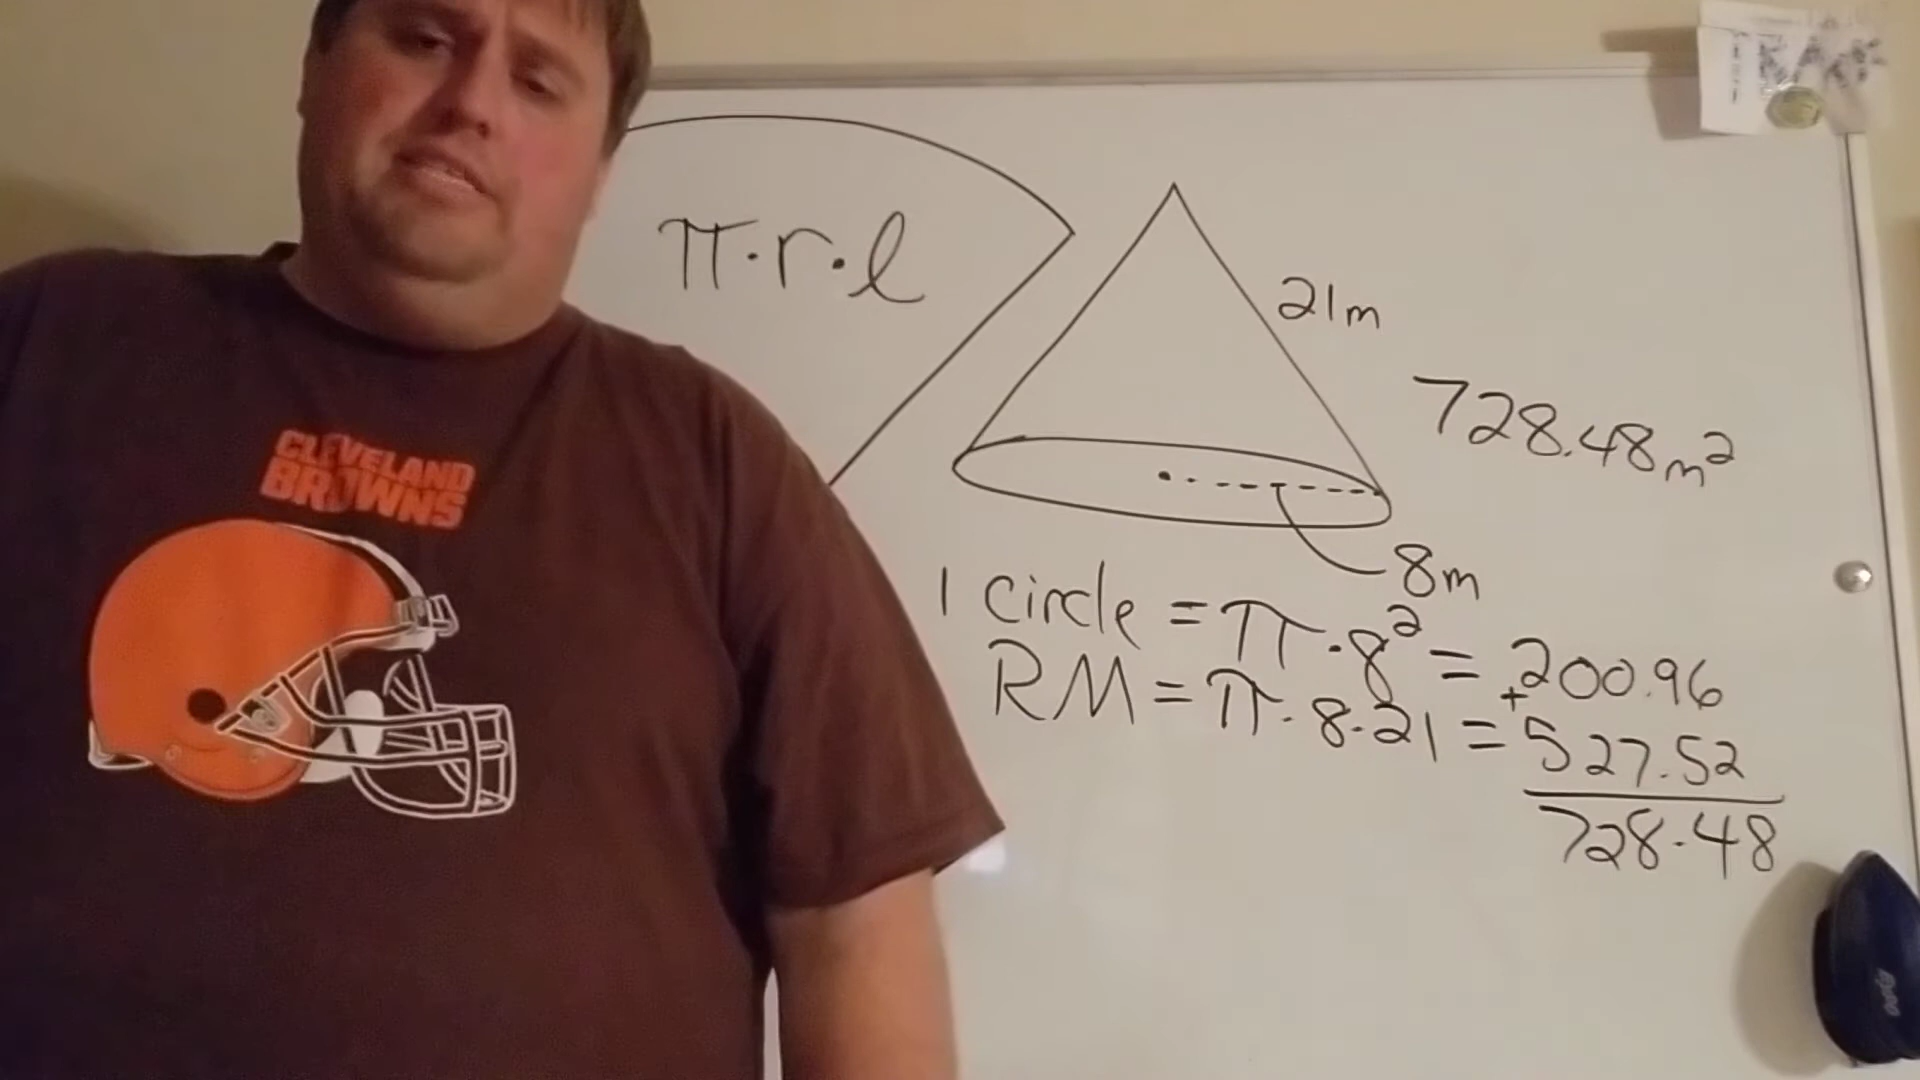 CLEVELAND
BROWNS
π·r·l
21m
728.48m²
8m
1 circle = π·8² = 200.96
RM = π·8·21 = +527.52
728.48